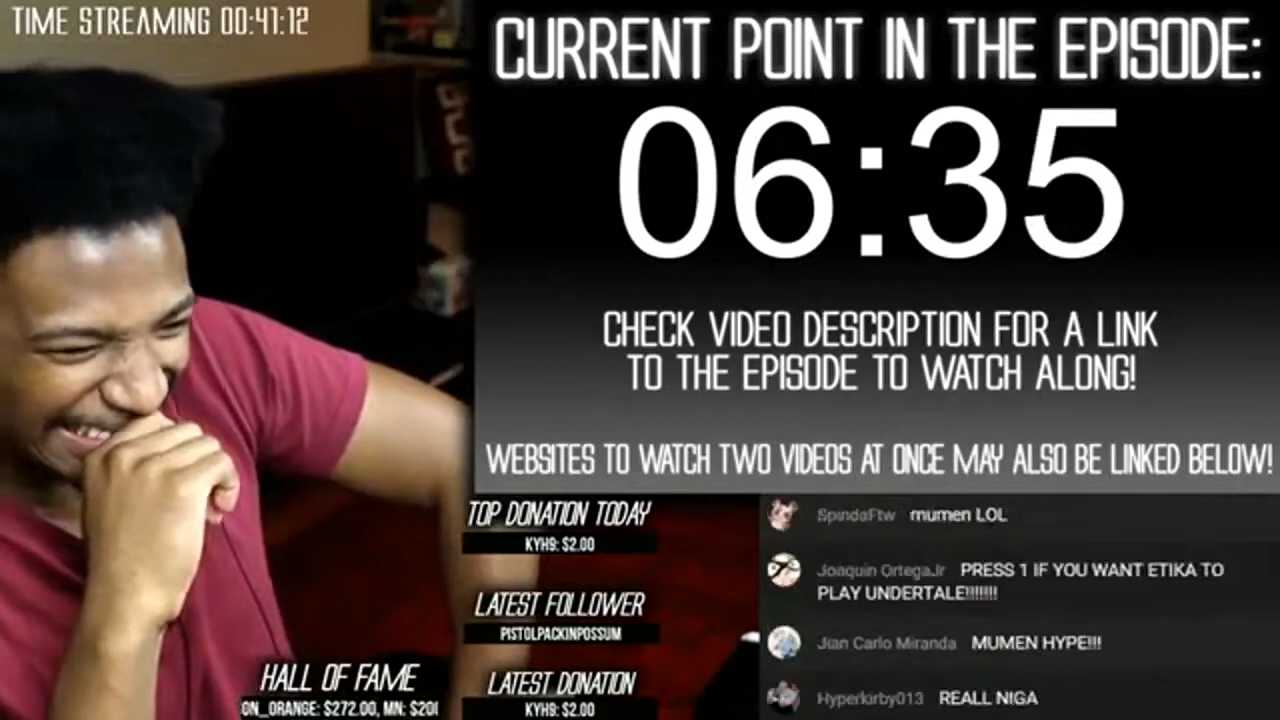 TIME STREAMING 00:41:12
CURRENT POINT IN THE EPISODE:
06:35
CHECK VIDEO DESCRIPTION FOR A LINK
TO THE EPISODE TO WATCH ALONG!
WEBSITES TO WATCH TWO VIDEOS AT ONCE MAY ALSO BE LINKED BELOW!
TOP DONATION TODAY
KYH9: $2.00
LATEST FOLLOWER
PISTOLPACKINPOSSUM
LATEST DONATION
KYH9: $2.00
HALL OF FAME
ON_ORANGE: $272.00, MN: $20
SpindaFtw mumen LOL
Joaquin OrtegaJr PRESS 1 IF YOU WANT ETIKA TO
PLAY UNDERTALE!!!!!!!
Jian Carlo Miranda MUMEN HYPE!!!
Hyperkirby013 REALL NIGA